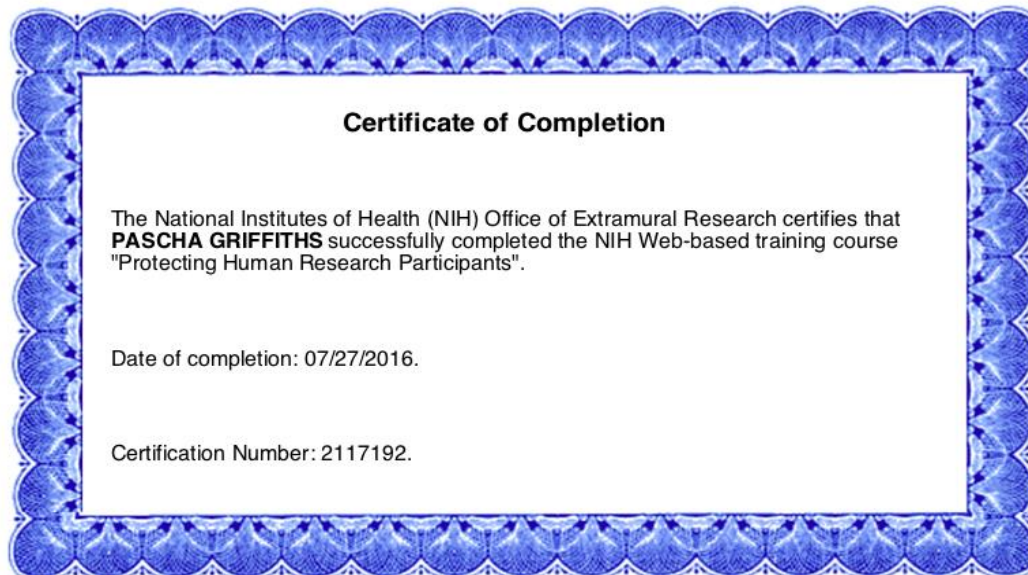 Certificate of Completion
The National Institutes of Health (NIH) Office of Extramural Research certifies that
PASCHA GRIFFITHS successfully completed the NIH Web-based training course
"Protecting Human Research Participants".
Date of completion: 07/27/2016.
Certification Number: 2117192.